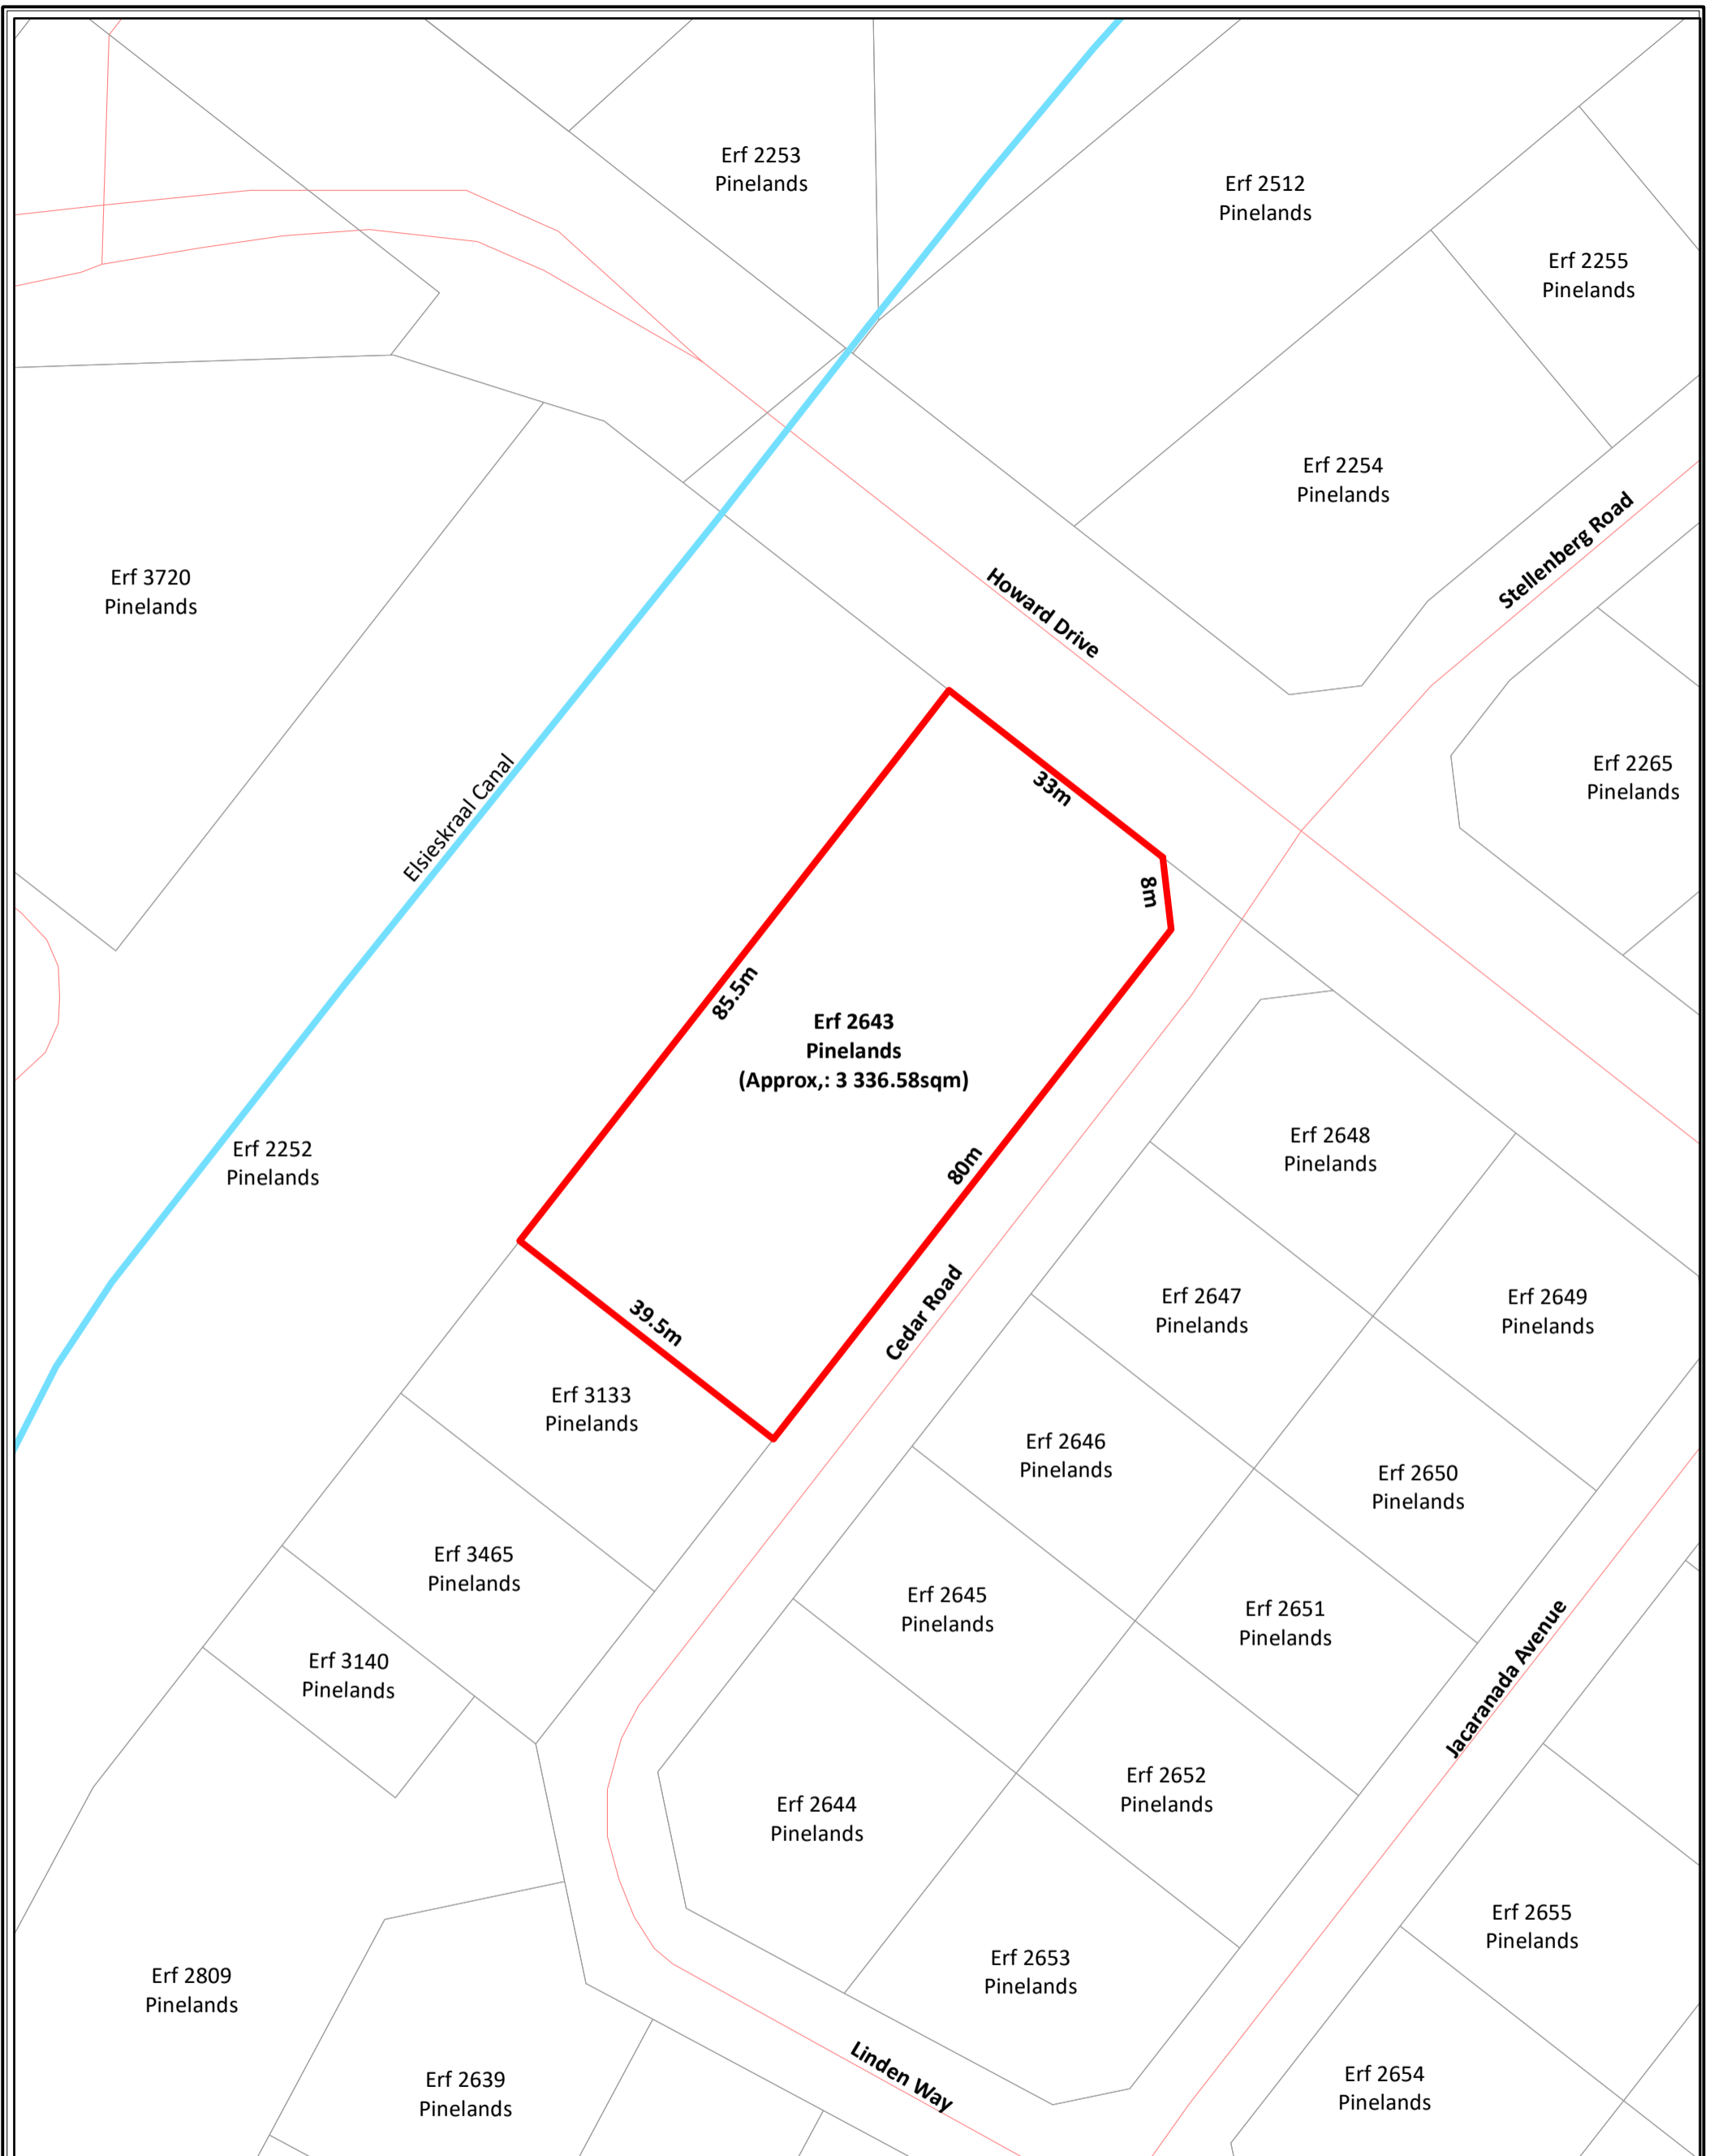 Erf 2253
Pinelands
Erf 2512
Pinelands
Erf 2255
Pinelands
Erf 2254
Pinelands
Stellenberg Road
Erf 3720
Pinelands
Howard Drive
Erf 2265
Pinelands
Elsieskraal Canal
33m
8m
85.5m
Erf 2643
Pinelands
(Approx,: 3 336.58sqm)
Erf 2252
Pinelands
80m
Erf 2648
Pinelands
39.5m
Cedar Road
Erf 2647
Pinelands
Erf 2649
Pinelands
Erf 3133
Pinelands
Erf 2646
Pinelands
Erf 2650
Pinelands
Erf 3465
Pinelands
Erf 2645
Pinelands
Erf 2651
Pinelands
Jacaranada Avenue
Erf 3140
Pinelands
Erf 2644
Pinelands
Erf 2652
Pinelands
Erf 2655
Pinelands
Erf 2809
Pinelands
Erf 2653
Pinelands
Linden Way
Erf 2639
Pinelands
Erf 2654
Pinelands